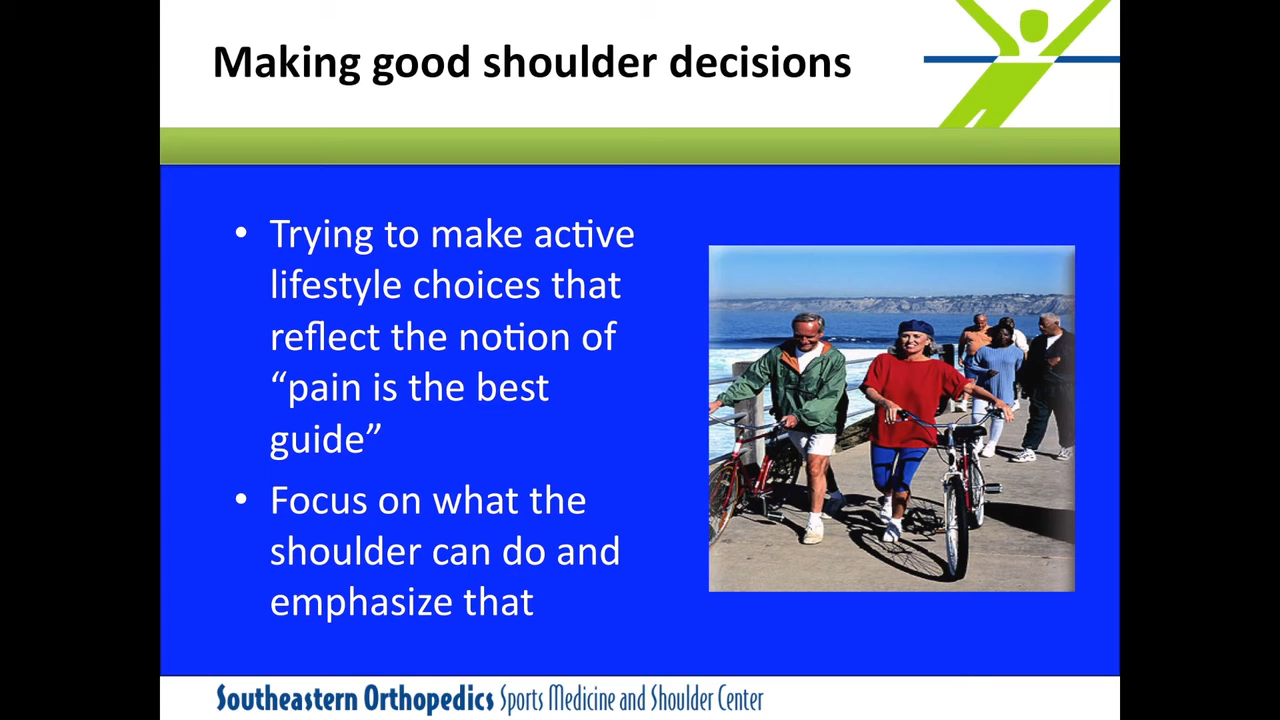 Making good shoulder decisions
• Trying to make active
lifestyle choices that
reflect the notion of
“pain is the best
guide”
• Focus on what the
shoulder can do and
emphasize that
Southeastern Orthopedics Sports Medicine and Shoulder Center